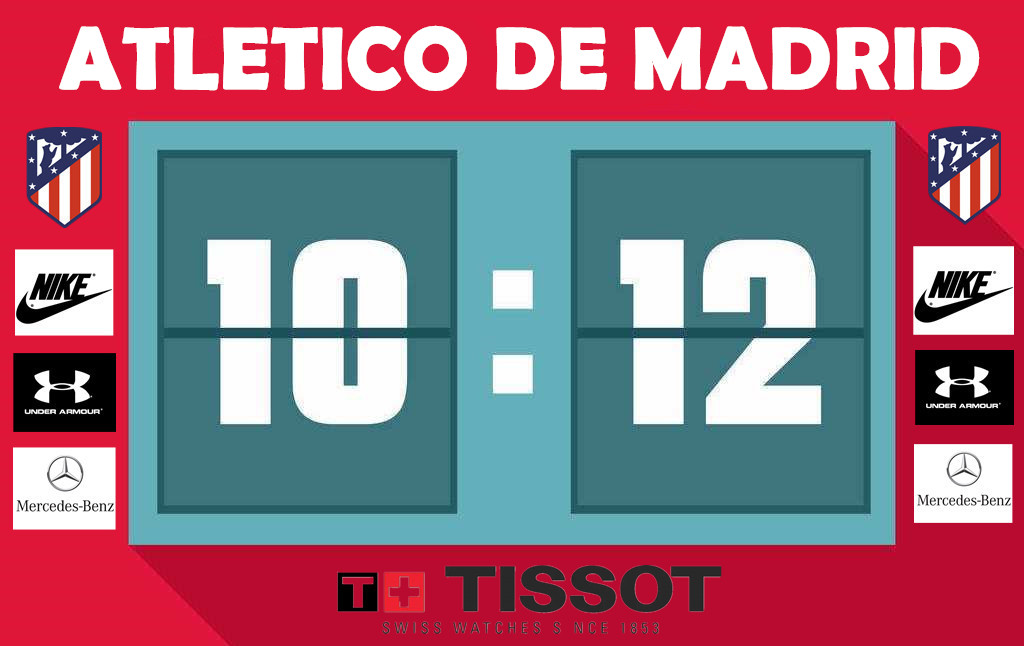 ATLETICO DE MADRID
10:12
NIKE
NIKE
UNDER ARMOUR
UNDER ARMOUR
Mercedes-Benz
Mercedes-Benz
T+ TISSOT
SWISS WATCHES S NCE 1853